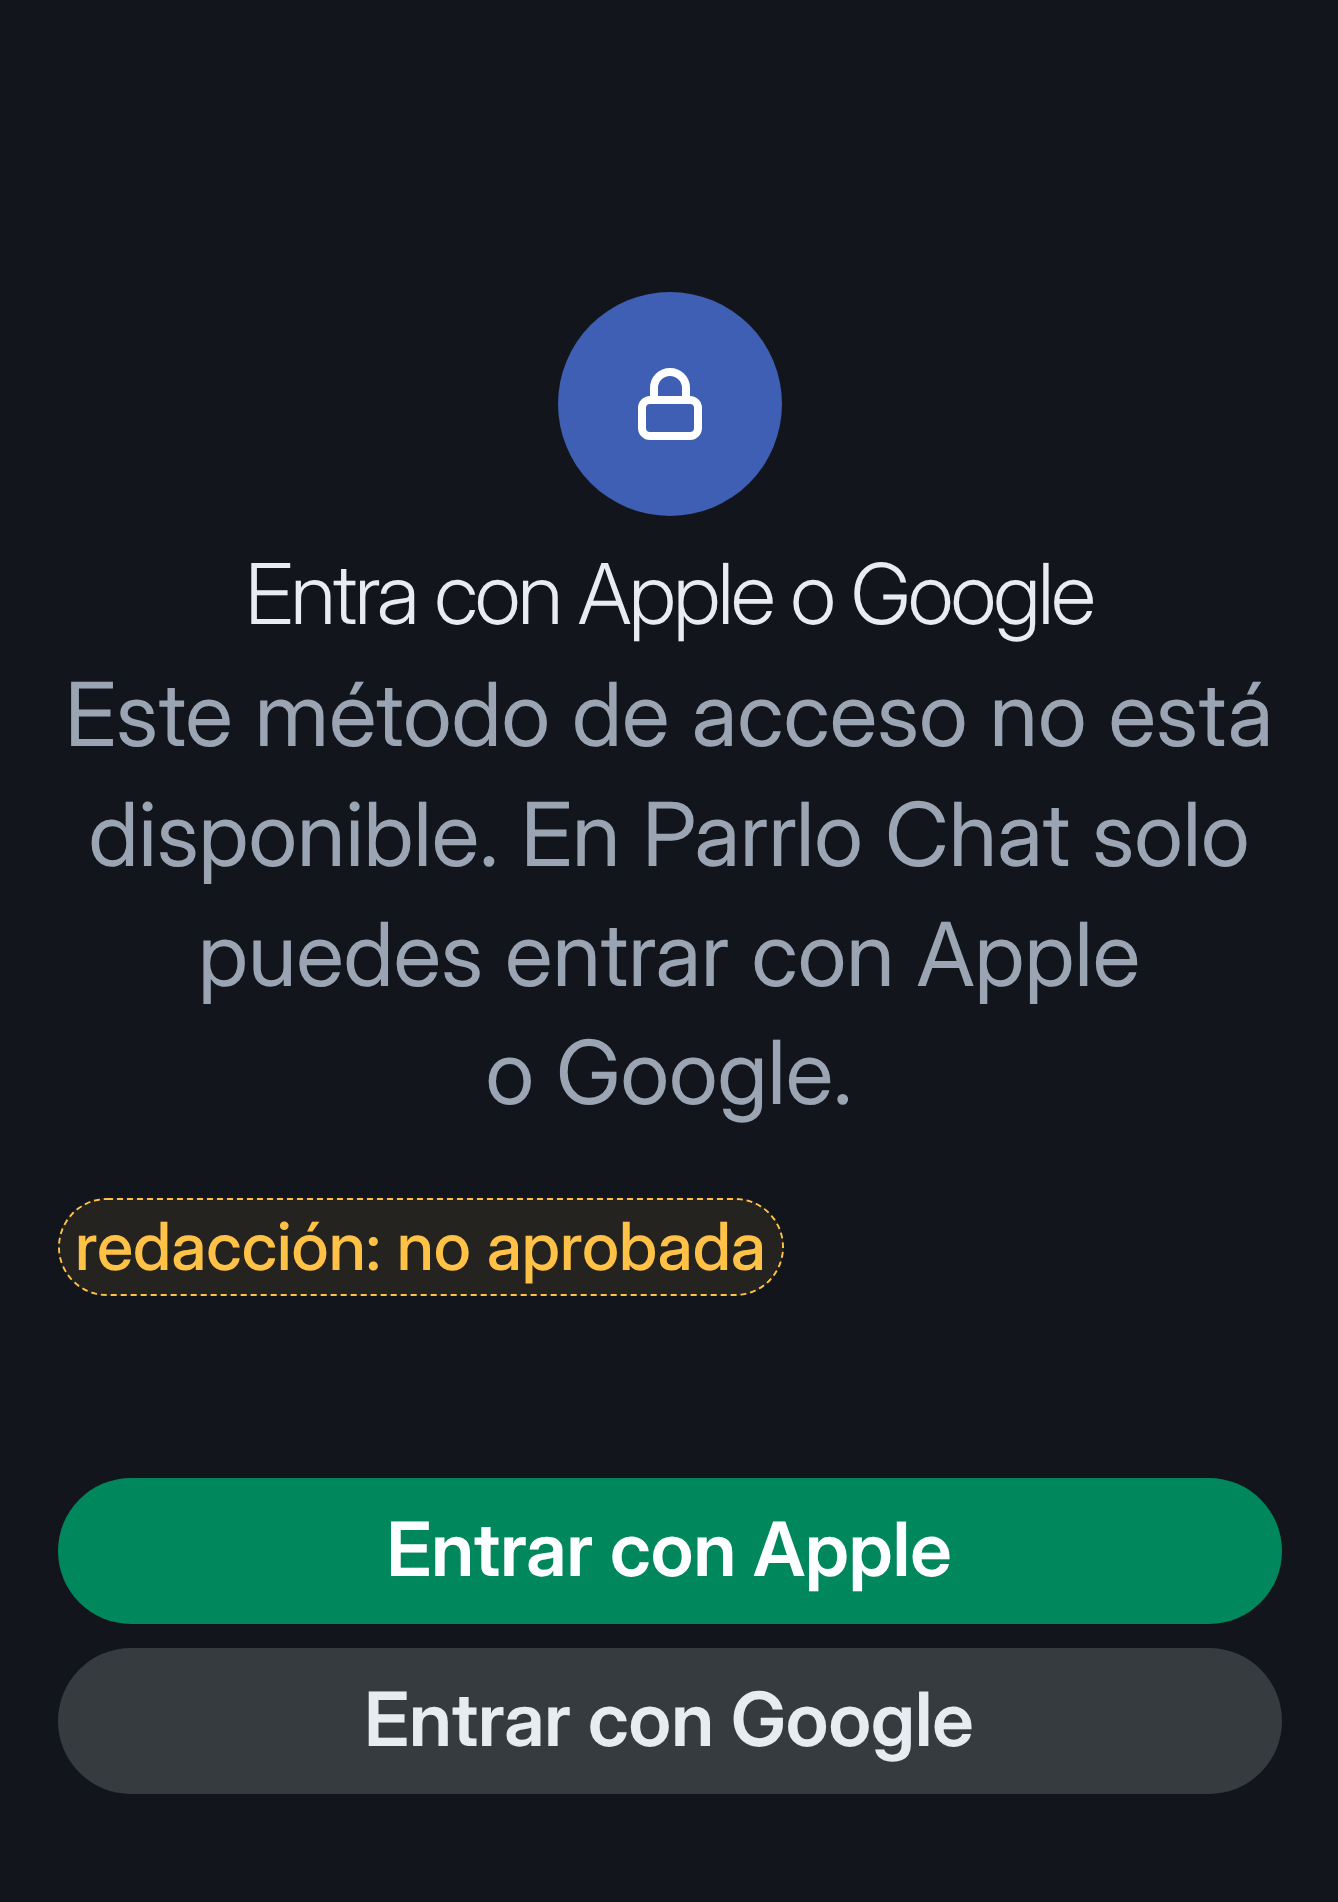 Entra con Apple o Google
Este método de acceso no está
disponible. En Parrlo Chat solo
puedes entrar con Apple
o Google.
redacción: no aprobada
Entrar con Apple
Entrar con Google